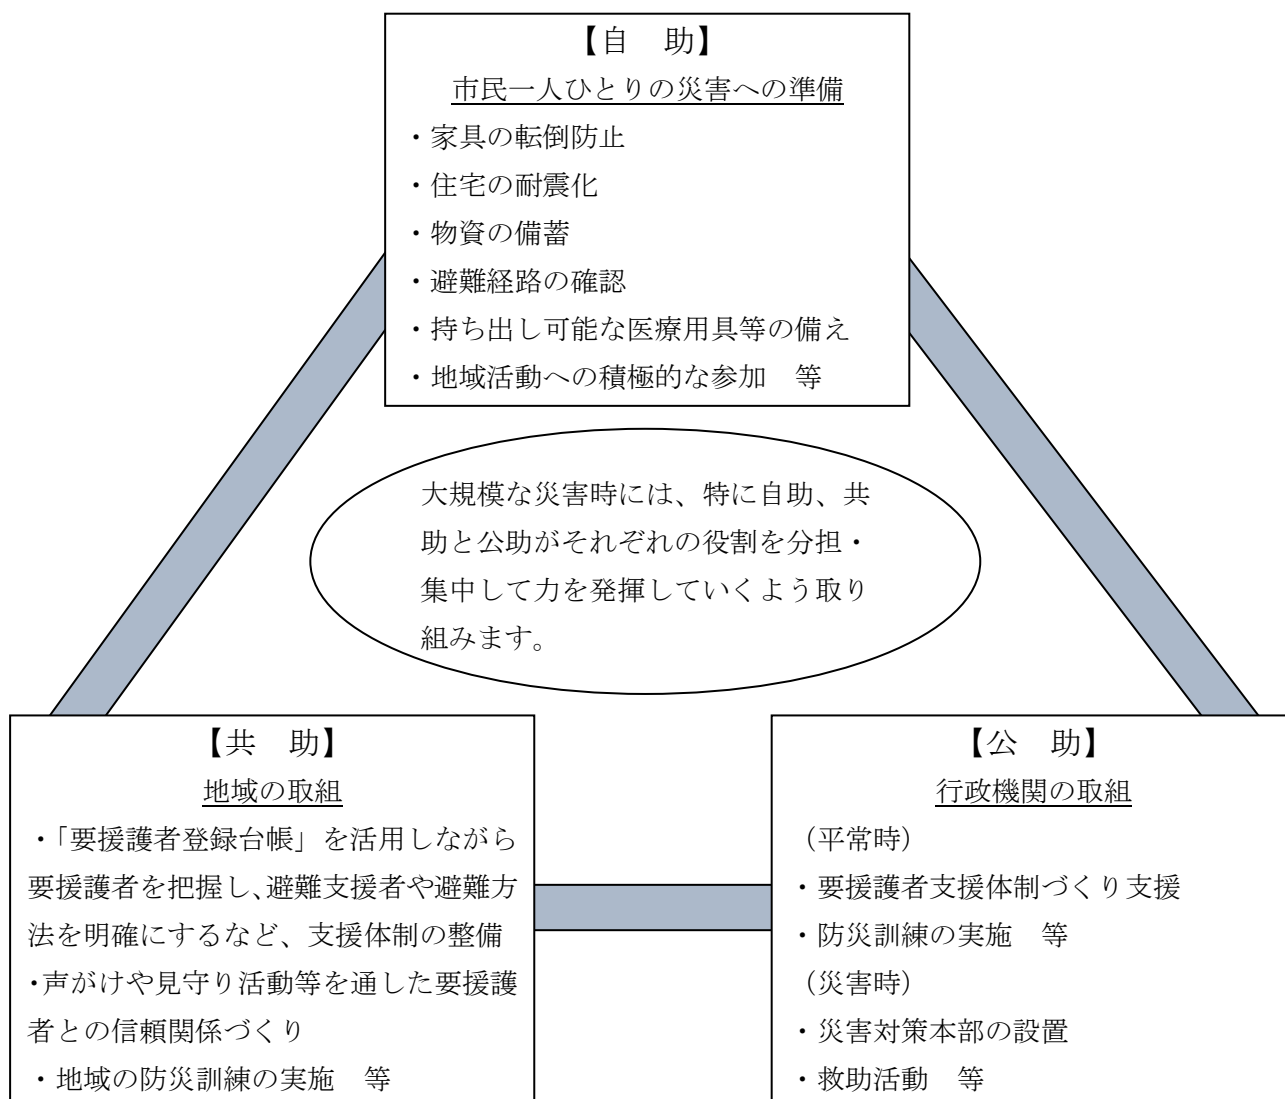 【自　助】
市民一人ひとりの災害への準備
・家具の転倒防止
・住宅の耐震化
・物資の備蓄
・避難経路の確認
・持ち出し可能な医療用具等の備え
・地域活動への積極的な参加　等
大規模な災害時には、特に自助、共
助と公助がそれぞれの役割を分担・
集中して力を発揮していくよう取り
組みます。
【共　助】
地域の取組
・「要援護者登録台帳」を活用しながら
要援護者を把握し、避難支援者や避難方
法を明確にするなど、支援体制の整備
・声がけや見守り活動等を通した要援護
者との信頼関係づくり
・地域の防災訓練の実施　等
【公　助】
行政機関の取組
（平常時）
・要援護者支援体制づくり支援
・防災訓練の実施　等
（災害時）
・災害対策本部の設置
・救助活動　等